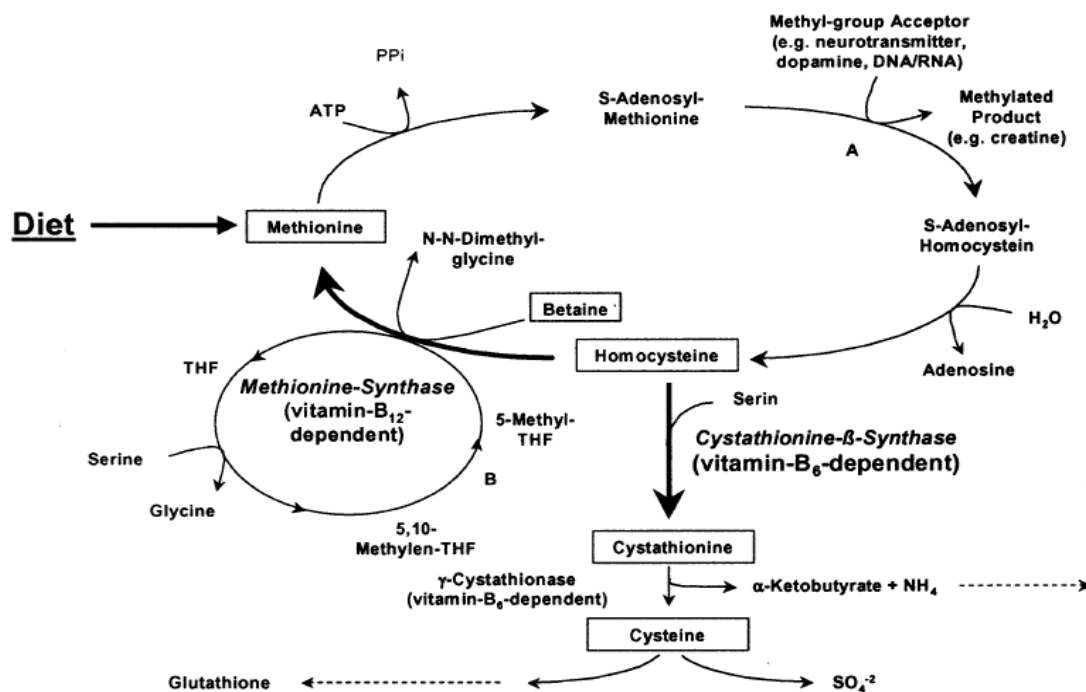 Methyl-group Acceptor
(e.g. neurotransmitter,
dopamine, DNA/RNA)
PPi
ATP
S-Adenosyl-
Methionine
Methylated
Product
(e.g. creatine)
A
Diet
Methionine
N-N-Dimethyl-
glycine
S-Adenosyl-
Homocystein
Betaine
H₂O
Homocysteine
Adenosine
THF
Methionine-Synthase
(vitamin-B₁₂-
dependent)
5-Methyl-
THF
Serin
Cystathionine-ß-Synthase
(vitamin-B₆-dependent)
Serine
B
Glycine
5,10-
Methylen-THF
Cystathionine
γ-Cystathionase
(vitamin-B₆-dependent)
α-Ketobutyrate + NH₄
Cysteine
Glutathione
SO₄⁻²